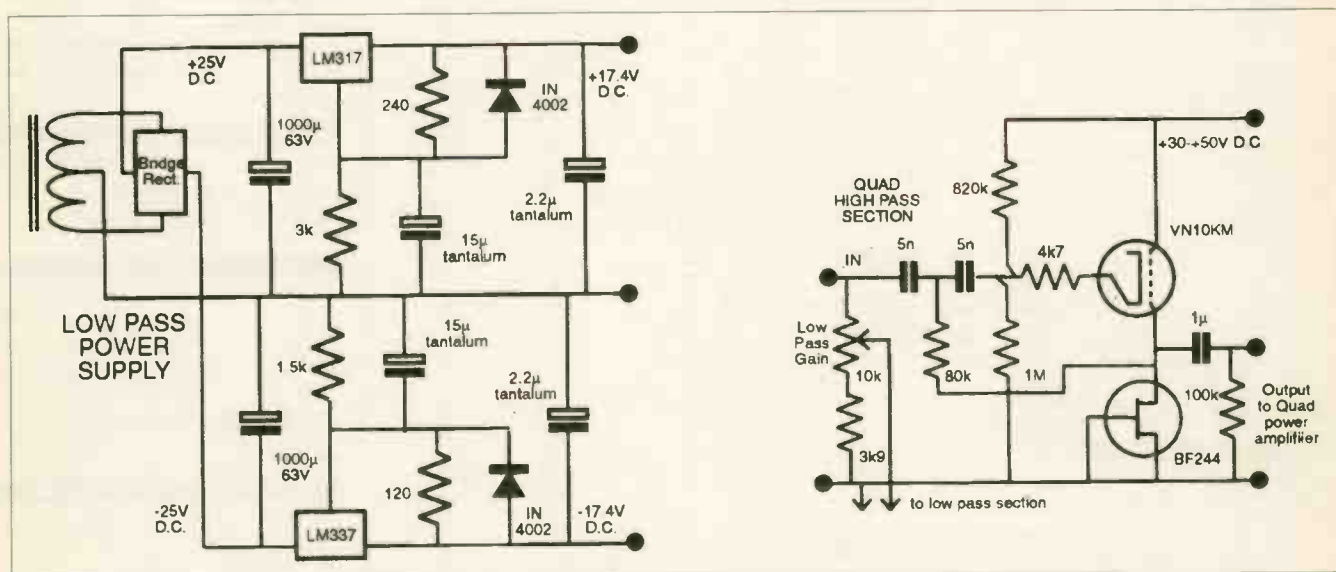 +25V
D C
LM317
+17.4V
D C.
240
IN
4002
1000μ
63V
Bridge
Rect.
2.2μ
tantalum
3k
15μ
tantalum
LOW PASS
POWER
SUPPLY
15μ
tantalum
1 5k
2.2μ
tantalum
1000μ
63V
120
IN
4002
-25V
D.C.
LM337
-17 4V
D.C.
+30-+50V D C
820k
QUAD
HIGH PASS
SECTION
VN10KM
5n
5n
4k7
IN
1μ
Low
Pass
Gain
10k
80k
1M
100k
Output
to Quad
power
amplifier
3k9
BF244
to low pass section